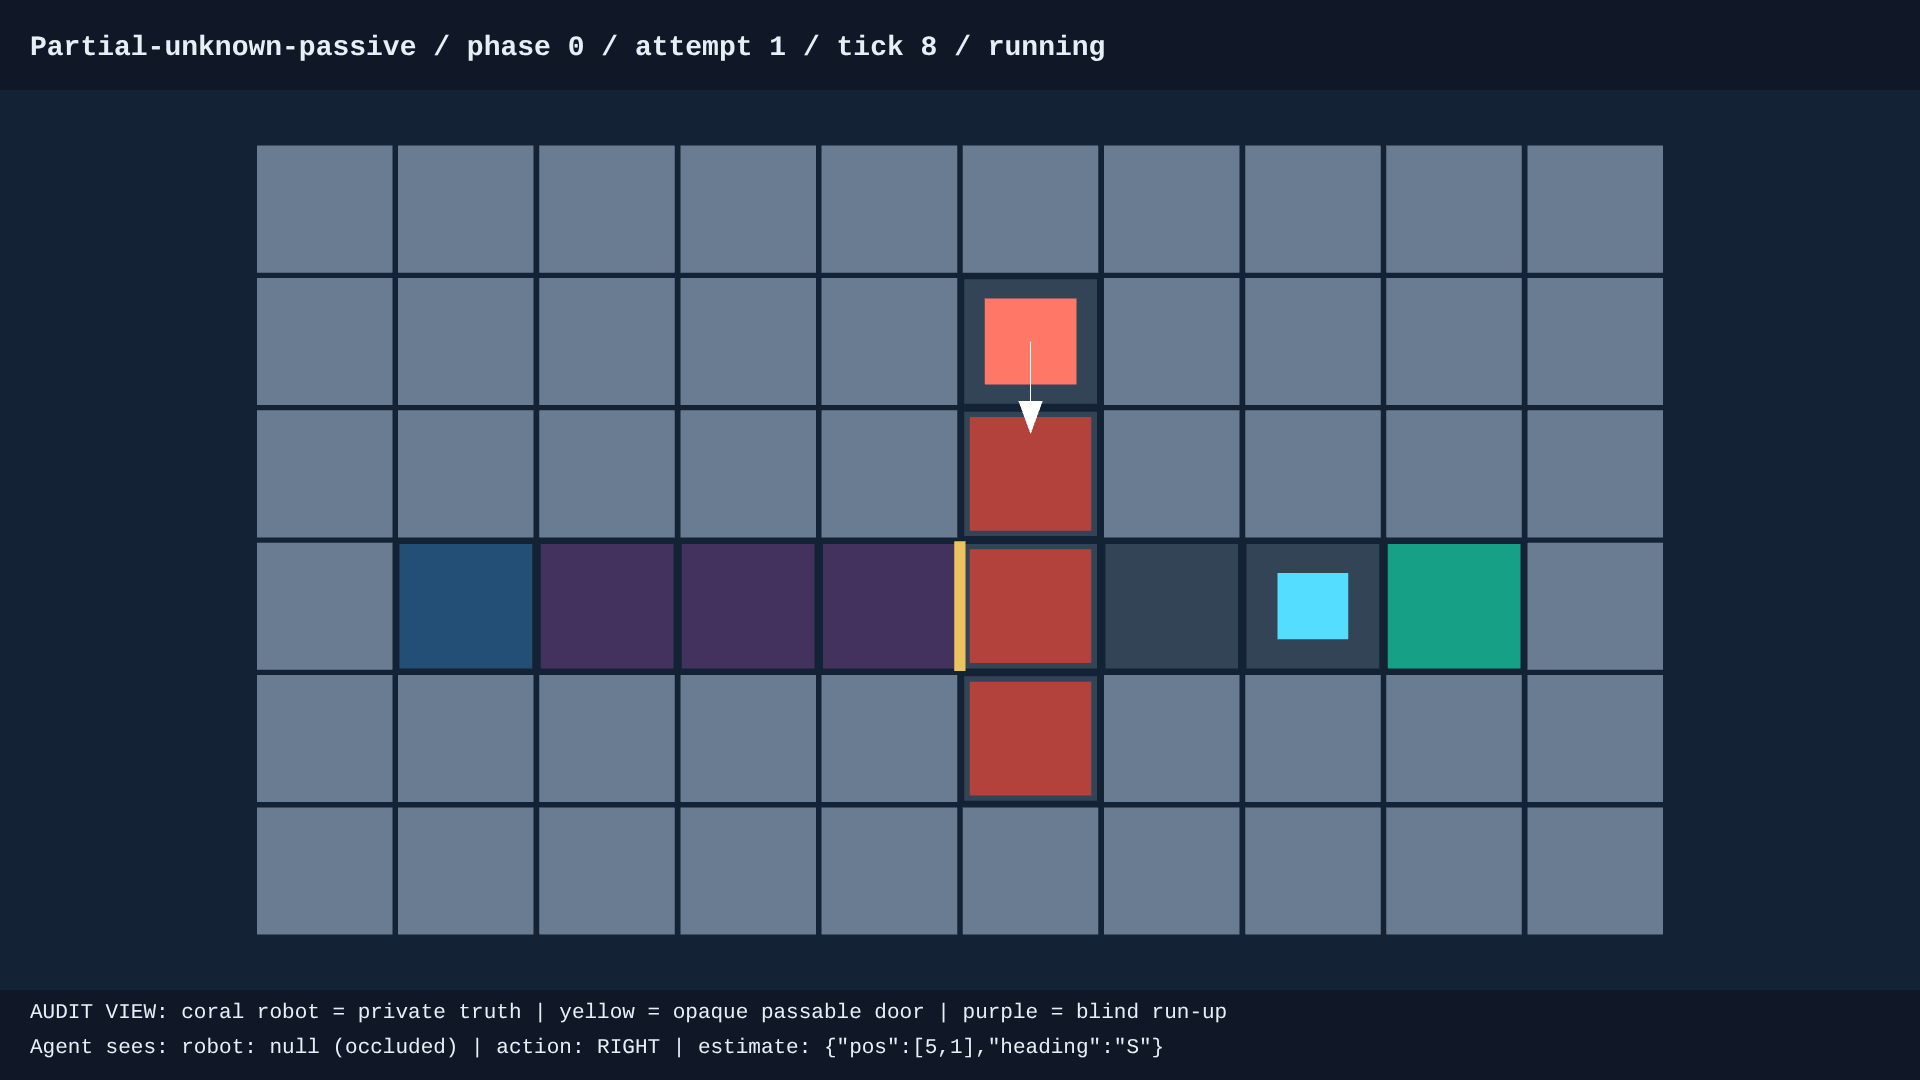 Partial-unknown-passive / phase 0 / attempt 1 / tick 8 / running
AUDIT VIEW: coral robot = private truth | yellow = opaque passable door | purple = blind run-up
Agent sees: robot: null (occluded) | action: RIGHT | estimate: {"pos":[5,1],"heading":"S"}